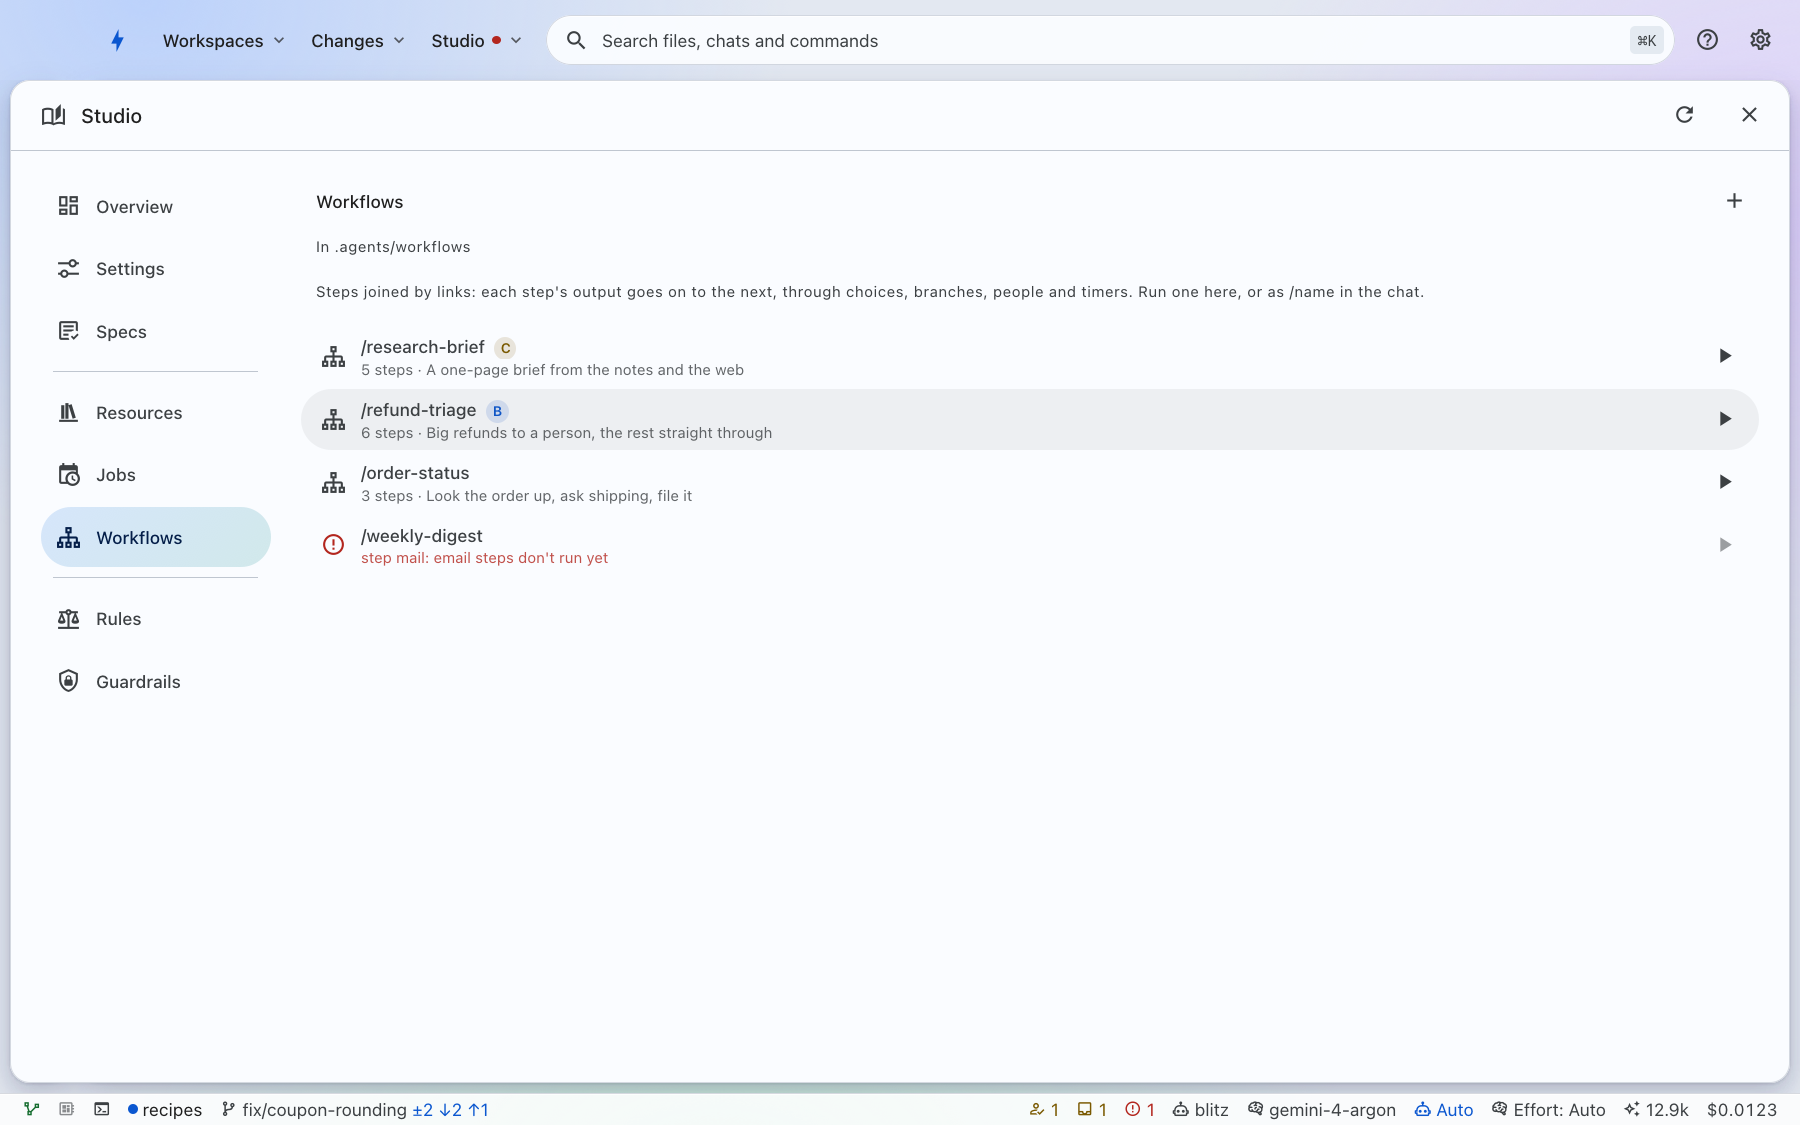 Workspaces
Changes
Studio
Search files, chats and commands
⌘K
Studio
Overview
Settings
Specs
Resources
Jobs
Workflows
Rules
Guardrails
Workflows
In .agents/workflows
Steps joined by links: each step's output goes on to the next, through choices, branches, people and timers. Run one here, or as /name in the chat.
/research-brief C
5 steps · A one-page brief from the notes and the web
/refund-triage B
6 steps · Big refunds to a person, the rest straight through
/order-status
3 steps · Look the order up, ask shipping, file it
/weekly-digest
step mail: email steps don't run yet
recipes
fix/coupon-rounding ±2 ↓2 ↑1
1
1
1
blitz
gemini-4-argon
Auto
Effort: Auto
12.9k
$0.0123